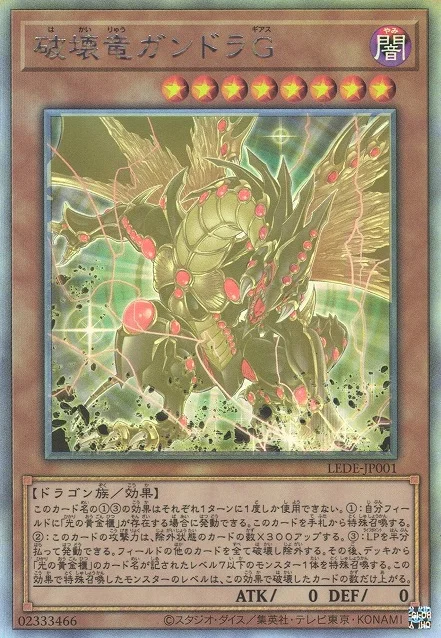 破壊竜ガンドラG
はかいりゅう ギアス
闇
やみ
LEDE-JP001
【ドラゴン族／効果】
このカード名の①③の効果はそれぞれ1ターンに1度しか使用できない。①：自分フィー
ルドに「光の黄金櫃」が存在する場合に発動できる。このカードを手札から特殊召喚する。
②：このカードの攻撃力は、除外状態のカードの数×300アップする。③：LPを半分
払って発動できる。フィールドの他のカードを全て破壊し除外する。その後、デッキから
「光の黄金櫃」のカード名が記されたレベル7以下のモンスター1体を特殊召喚する。この
効果で特殊召喚したモンスターのレベルは、この効果で破壊したカードの数だけ上がる。
ATK/ 0 DEF/ 0
02333466
©スタジオ・ダイス／集英社・テレビ東京・KONAMI